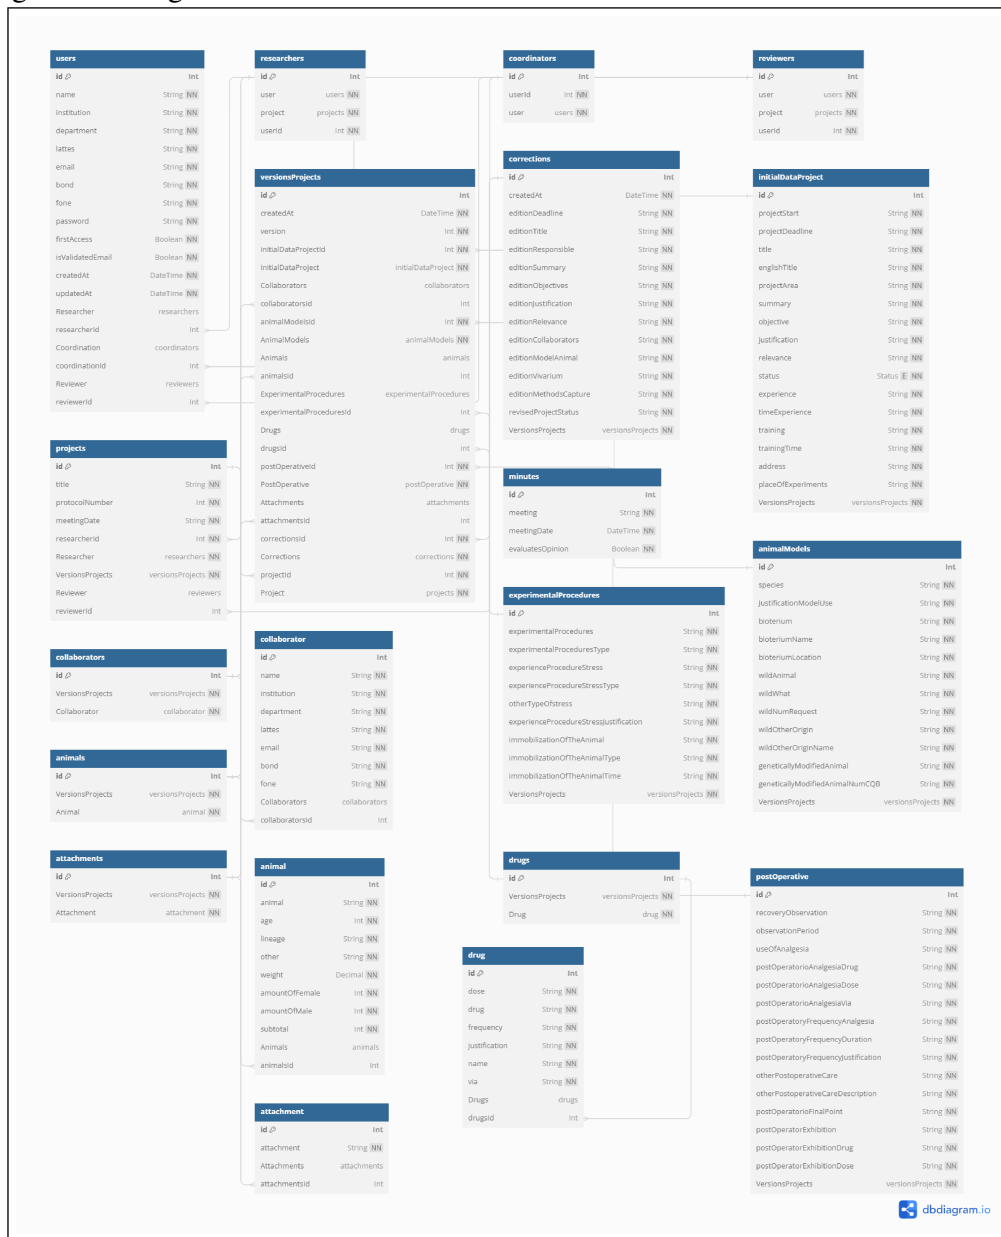 users
id Int
name String NN
institution String NN
department String NN
lattes String NN
email String NN
bond String NN
fone String NN
password String NN
firstAccess Boolean NN
isValidatedEmail Boolean NN
createdAt DateTime NN
updatedAt DateTime NN
Researcher researchers
researcherId Int
Coordination coordinators
coordinationId Int
Reviewer reviewers
reviewerId Int
projects
id Int
title String NN
protocolNumber Int NN
meetingDate String NN
researcherId Int NN
Researcher researchers NN
VersionsProjects versionsProjects NN
Reviewer reviewers
reviewerId Int
collaborators
id Int
VersionsProjects versionsProjects NN
Collaborator collaborator NN
animals
id Int
VersionsProjects versionsProjects NN
Animal animal NN
attachments
id Int
VersionsProjects versionsProjects NN
Attachment attachment NN
researchers
id Int
user users NN
project projects NN
userId Int NN
versionsProjects
id Int
createdAt DateTime NN
version Int NN
initialDataProjectId Int NN
initialDataProject initialDataProject NN
Collaborators collaborators
collaboratorsId Int
animalModelsId Int NN
AnimalModels animalModels NN
Animals animals
animalsId Int
ExperimentalProcedures experimentalProcedures
experimentalProceduresId Int
Drugs drugs
drugsId Int
postOperativeId Int NN
PostOperative postOperative NN
Attachments attachments
attachmentsId Int
correctionsId Int NN
Corrections corrections NN
projectId Int NN
Project projects NN
collaborator
id Int
name String NN
institution String NN
department String NN
lattes String NN
email String NN
bond String NN
fone String NN
Collaborators collaborators
collaboratorsId Int
animal
id Int
animal String NN
age Int NN
lineage String NN
other String NN
weight Decimal NN
amountOfFemale Int NN
amountOfMale Int NN
subtotal Int NN
Animals animals
animalsId Int
attachment
id Int
attachment String NN
Attachments attachments
attachmentsId Int
coordinators
id Int
userId Int NN
user users NN
corrections
id Int
createdAt DateTime NN
editionDeadline String NN
editionTitle String NN
editionResponsible String NN
editionSummary String NN
editionObjectives String NN
editionJustification String NN
editionRelevance String NN
editionCollaborators String NN
editionModelAnimal String NN
editionVivarium String NN
editionMethodsCapture String NN
revisedProjectStatus String NN
VersionsProjects versionsProjects NN
minutes
id Int
meeting String NN
meetingDate DateTime NN
evaluatesOpinion Boolean NN
experimentalProcedures
id Int
experimentalProcedures String NN
experimentalProceduresType String NN
experienceProcedureStress String NN
experienceProcedureStressType String NN
otherTypeOfstress String NN
experienceProcedureStressJustification String NN
immobilizationOfTheAnimal String NN
immobilizationOfTheAnimalType String NN
immobilizationOfTheAnimalTime String NN
VersionsProjects versionsProjects NN
drugs
id Int
VersionsProjects versionsProjects NN
Drug drug NN
drug
id Int
dose String NN
drug String NN
frequency String NN
justification String NN
name String NN
via String NN
Drugs drugs
drugsId Int
reviewers
id Int
user users NN
project projects NN
userId Int NN
initialDataProject
id Int
projectStart String NN
projectDeadline String NN
title String NN
englishTitle String NN
projectArea String NN
summary String NN
objective String NN
justification String NN
relevance String NN
status Status E NN
experience String NN
timeExperience String NN
training String NN
trainingTime String NN
address String NN
placeOfExperiments String NN
VersionsProjects versionsProjects NN
animalModels
id Int
species String NN
justificationModelUse String NN
bioterium String NN
bioteriumName String NN
bioteriumLocation String NN
wildAnimal String NN
wildWhat String NN
wildNumRequest String NN
wildOtherOrigin String NN
wildOtherOriginName String NN
geneticallyModifiedAnimal String NN
geneticallyModifiedAnimalNumCQB String NN
VersionsProjects versionsProjects NN
postOperative
id Int
recoveryObservation String NN
observationPeriod String NN
useOfAnalgesia String NN
postOperatorioAnalgesiaDrug String NN
postOperatorioAnalgesiaDose String NN
postOperatorioAnalgesiaVia String NN
postOperatoryFrequencyAnalgesia String NN
postOperatoryFrequencyDuration String NN
postOperatoryFrequencyJustification String NN
otherPostoperativeCare String NN
otherPostoperativeCareDescription String NN
postOperatorioFinalPoint String NN
postOperatorExhibition String NN
postOperatorExhibitionDrug String NN
postOperatorExhibitionDose String NN
VersionsProjects versionsProjects NN
dbdiagram.io